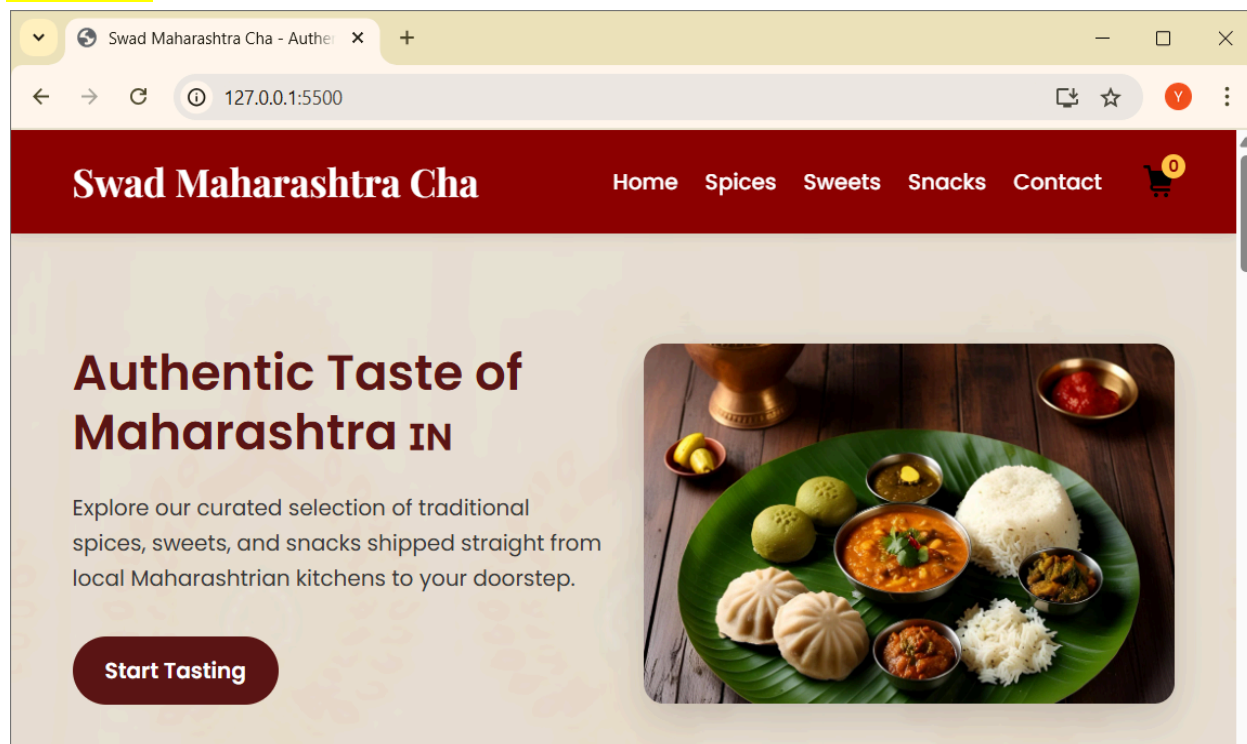 Swad Maharashtra Cha - Auther
127.0.0.1:5500
Y
Swad Maharashtra Cha
Home Spices Sweets Snacks Contact
0
Authentic Taste of
Maharashtra IN
Explore our curated selection of traditional
spices, sweets, and snacks shipped straight from
local Maharashtrian kitchens to your doorstep.
Start Tasting